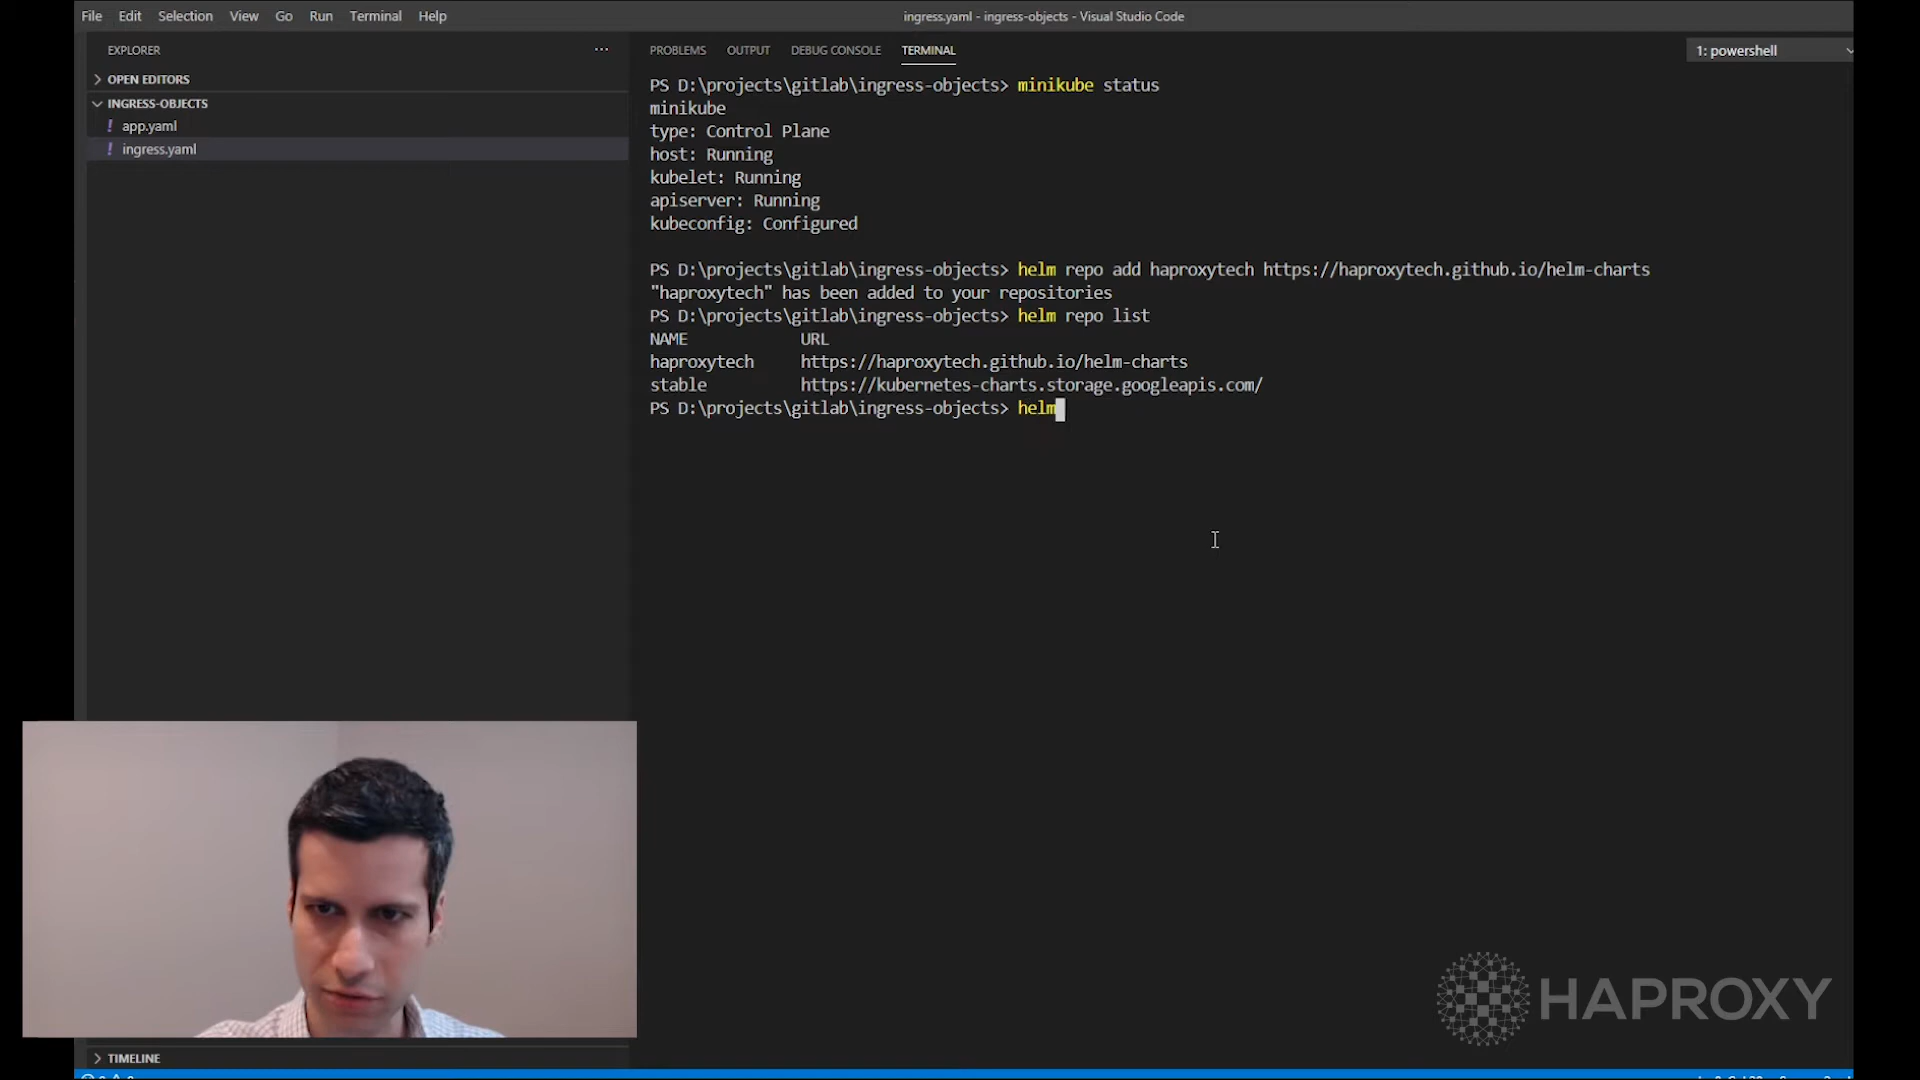 File Edit Selection View Go Run Terminal Help
ingress.yaml - ingress-objects - Visual Studio Code
EXPLORER
OPEN EDITORS
INGRESS-OBJECTS
! app.yaml
! ingress.yaml
PROBLEMS OUTPUT DEBUG CONSOLE TERMINAL
1: powershell
PS D:\projects\gitlab\ingress-objects> minikube status
minikube
type: Control Plane
host: Running
kubelet: Running
apiserver: Running
kubeconfig: Configured
PS D:\projects\gitlab\ingress-objects> helm repo add haproxytech https://haproxytech.github.io/helm-charts
"haproxytech" has been added to your repositories
PS D:\projects\gitlab\ingress-objects> helm repo list
NAME URL
haproxytech https://haproxytech.github.io/helm-charts
stable https://kubernetes-charts.storage.googleapis.com/
PS D:\projects\gitlab\ingress-objects> helm
TIMELINE
HAPROXY